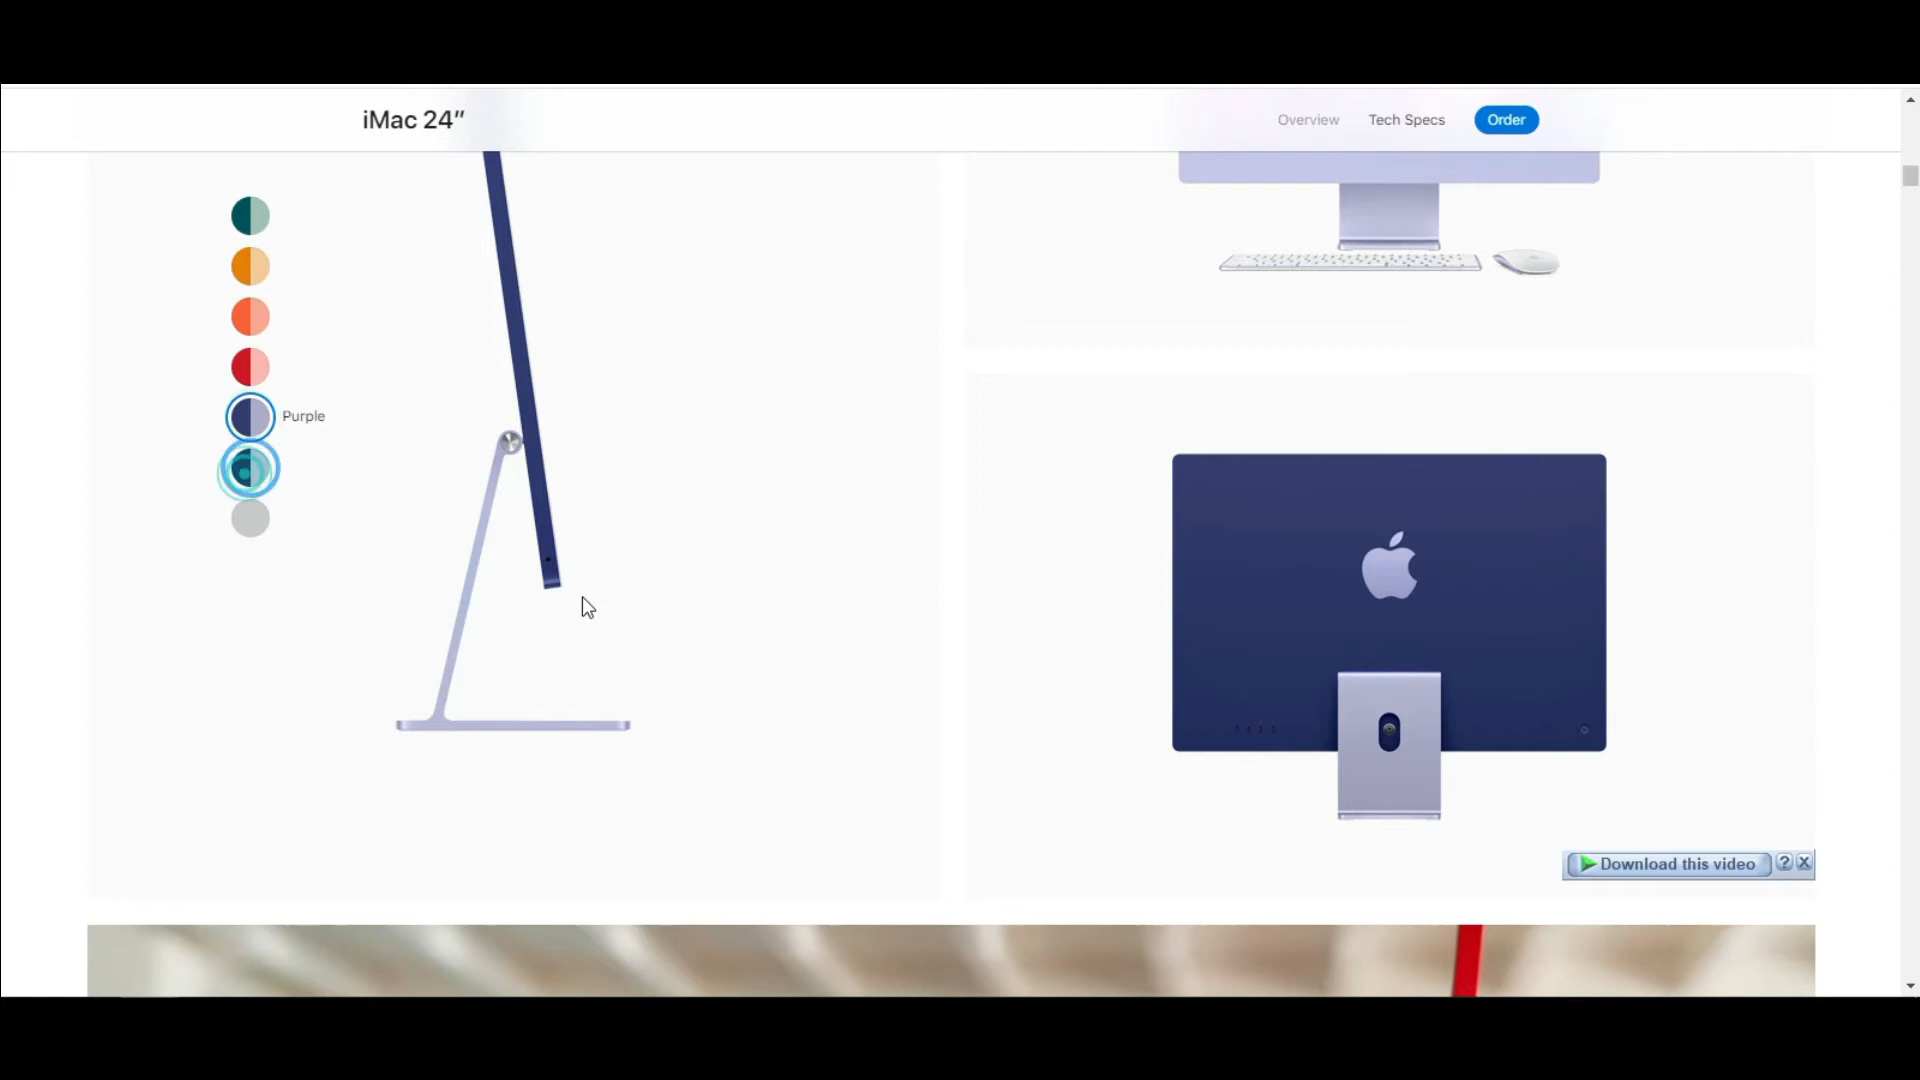 iMac 24"
Overview
Tech Specs
Order
Purple
Download this video
?
X